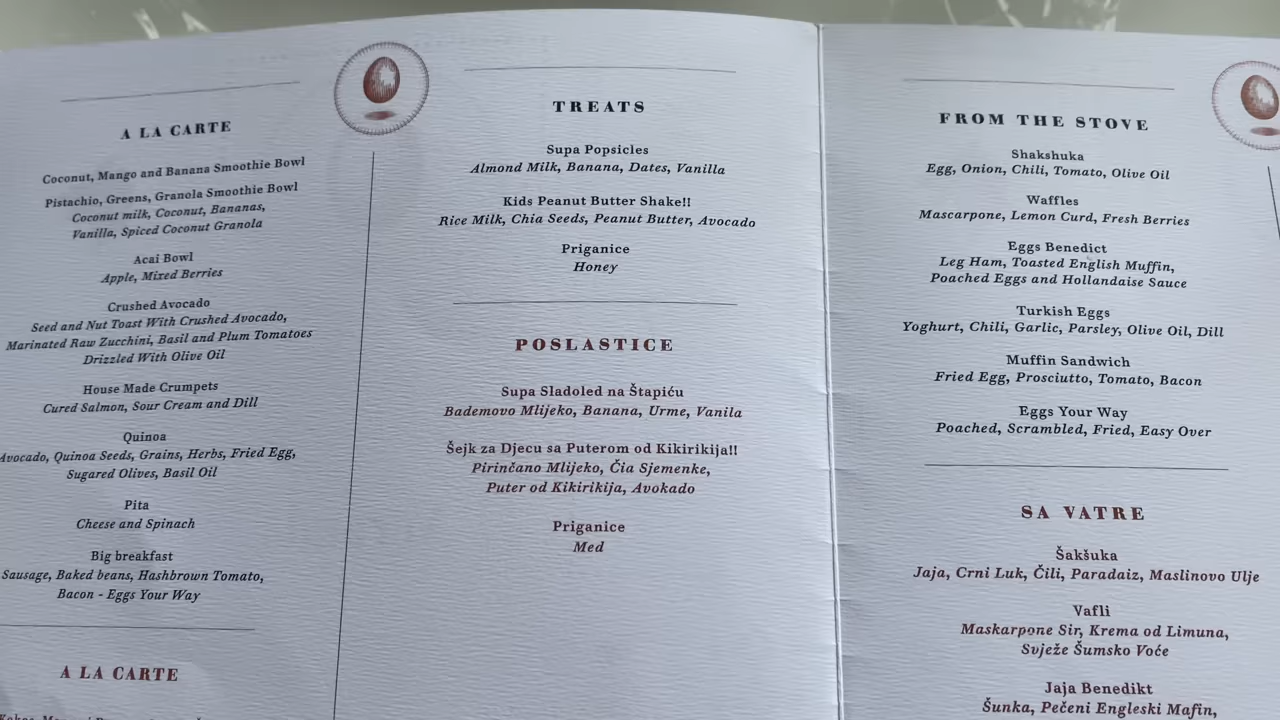 A LA CARTE
Coconut, Mango and Banana Smoothie Bowl
Pistachio, Greens, Granola Smoothie Bowl
Coconut milk, Coconut, Bananas,
Vanilla, Spiced Coconut Granola
Acai Bowl
Apple, Mixed Berries
Crushed Avocado
Seed and Nut Toast With Crushed Avocado,
Marinated Raw Zucchini, Basil and Plum Tomatoes
Drizzled With Olive Oil
House Made Crumpets
Cured Salmon, Sour Cream and Dill
Quinoa
Avocado, Quinoa Seeds, Grains, Herbs, Fried Egg,
Sugared Olives, Basil Oil
Pita
Cheese and Spinach
Big breakfast
Sausage, Baked beans, Hashbrown Tomato,
Bacon - Eggs Your Way
A LA CARTE
TREATS
Supa Popsicles
Almond Milk, Banana, Dates, Vanilla
Kids Peanut Butter Shake!!
Rice Milk, Chia Seeds, Peanut Butter, Avocado
Priganice
Honey
POSLASTICE
Supa Sladoled na Štapiću
Bademovo Mlijeko, Banana, Urme, Vanila
Šejk za Djecu sa Puterom od Kikirikija!!
Pirinčano Mlijeko, Čia Sjemenke,
Puter od Kikirikija, Avokado
Priganice
Med
FROM THE STOVE
Shakshuka
Egg, Onion, Chili, Tomato, Olive Oil
Waffles
Mascarpone, Lemon Curd, Fresh Berries
Eggs Benedict
Leg Ham, Toasted English Muffin,
Poached Eggs and Hollandaise Sauce
Turkish Eggs
Yoghurt, Chili, Garlic, Parsley, Olive Oil, Dill
Muffin Sandwich
Fried Egg, Prosciutto, Tomato, Bacon
Eggs Your Way
Poached, Scrambled, Fried, Easy Over
SA VATRE
Šakšuka
Jaja, Crni Luk, Čili, Paradaiz, Maslinovo Ulje
Vafli
Maskarpone Sir, Krema od Limuna,
Svježe Šumsko Voće
Jaja Benedikt
Šunka, Pečeni Engleski Mafin,